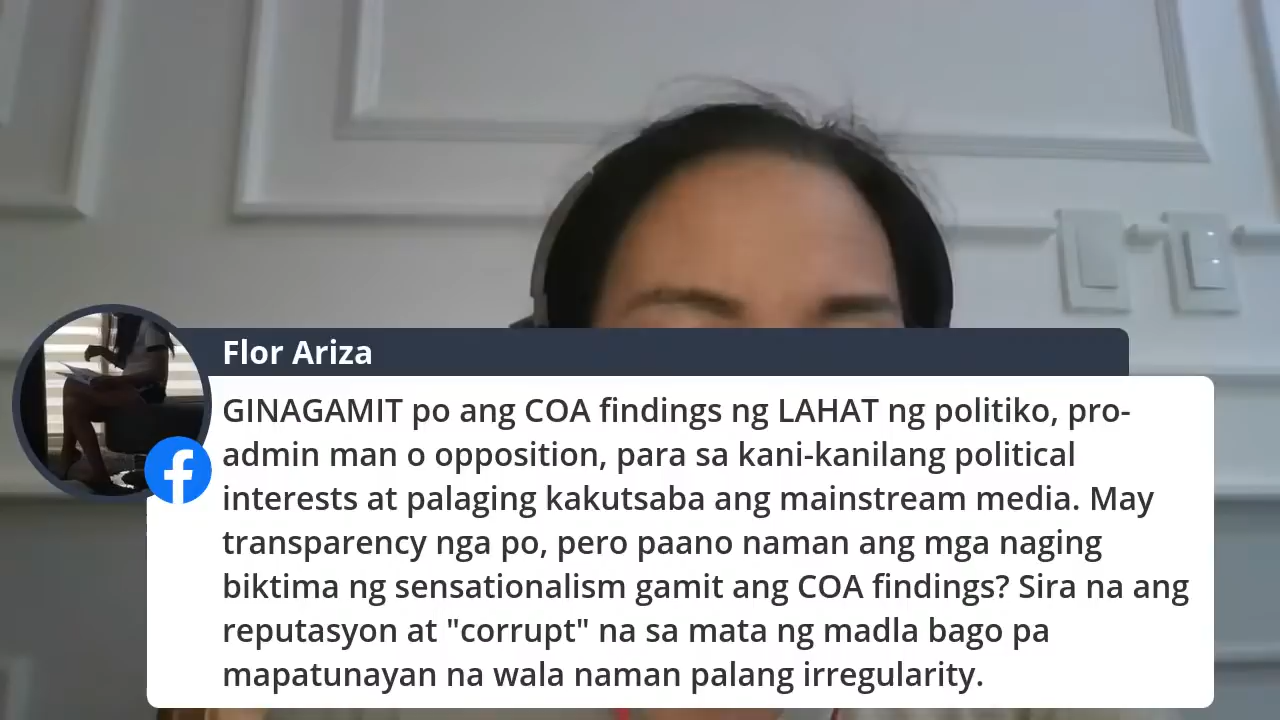 Flor Ariza
GINAGAMIT po ang COA findings ng LAHAT ng politiko, pro-
admin man o opposition, para sa kani-kanilang political
interests at palaging kakutsaba ang mainstream media. May
transparency nga po, pero paano naman ang mga naging
biktima ng sensationalism gamit ang COA findings? Sira na ang
reputasyon at "corrupt" na sa mata ng madla bago pa
mapatunayan na wala naman palang irregularity.